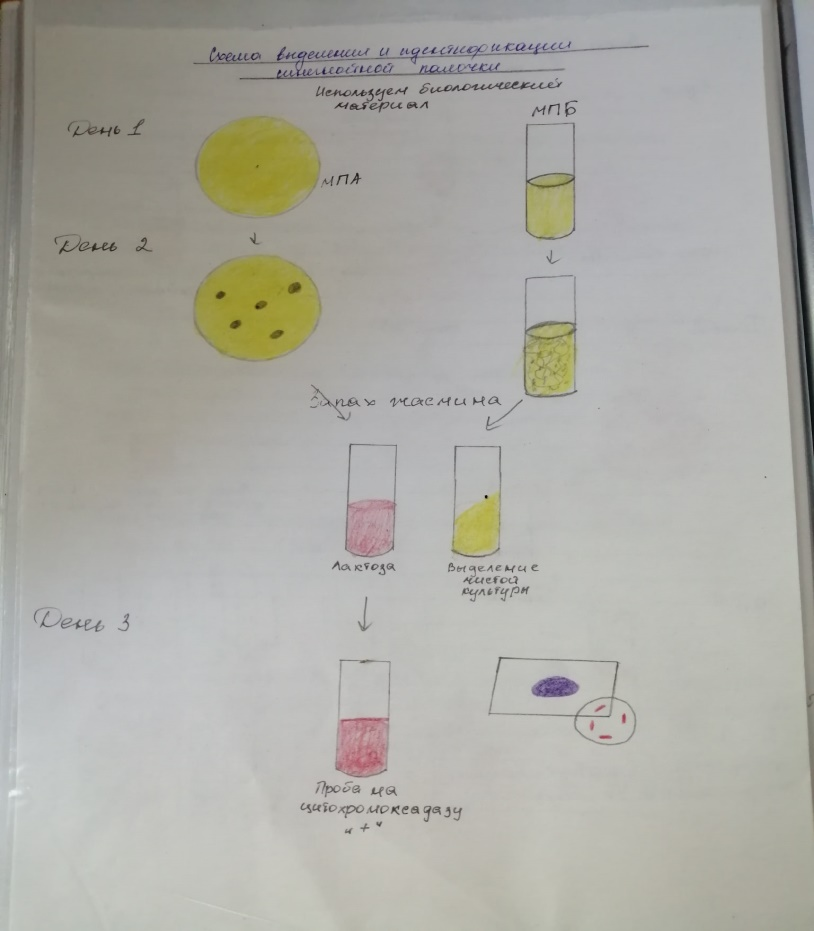 Схема выделения и идентификации
синегнойной палочки
Используем биологический
материал
День 1
МПБ
МПА
День 2
Запах жасмина
Лактоза
Выделение
чистой
культуры
День 3
Проба на
цитохромоксадазу
"+"